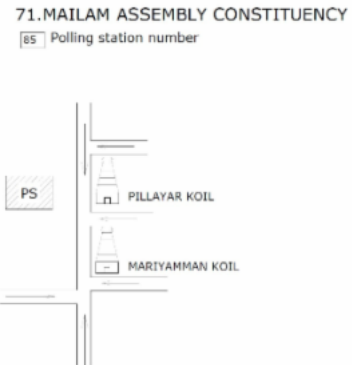 71.MAILAM ASSEMBLY CONSTITUENCY
85 Polling station number
PS
PILLAYAR KOIL
MARIYAMMAN KOIL